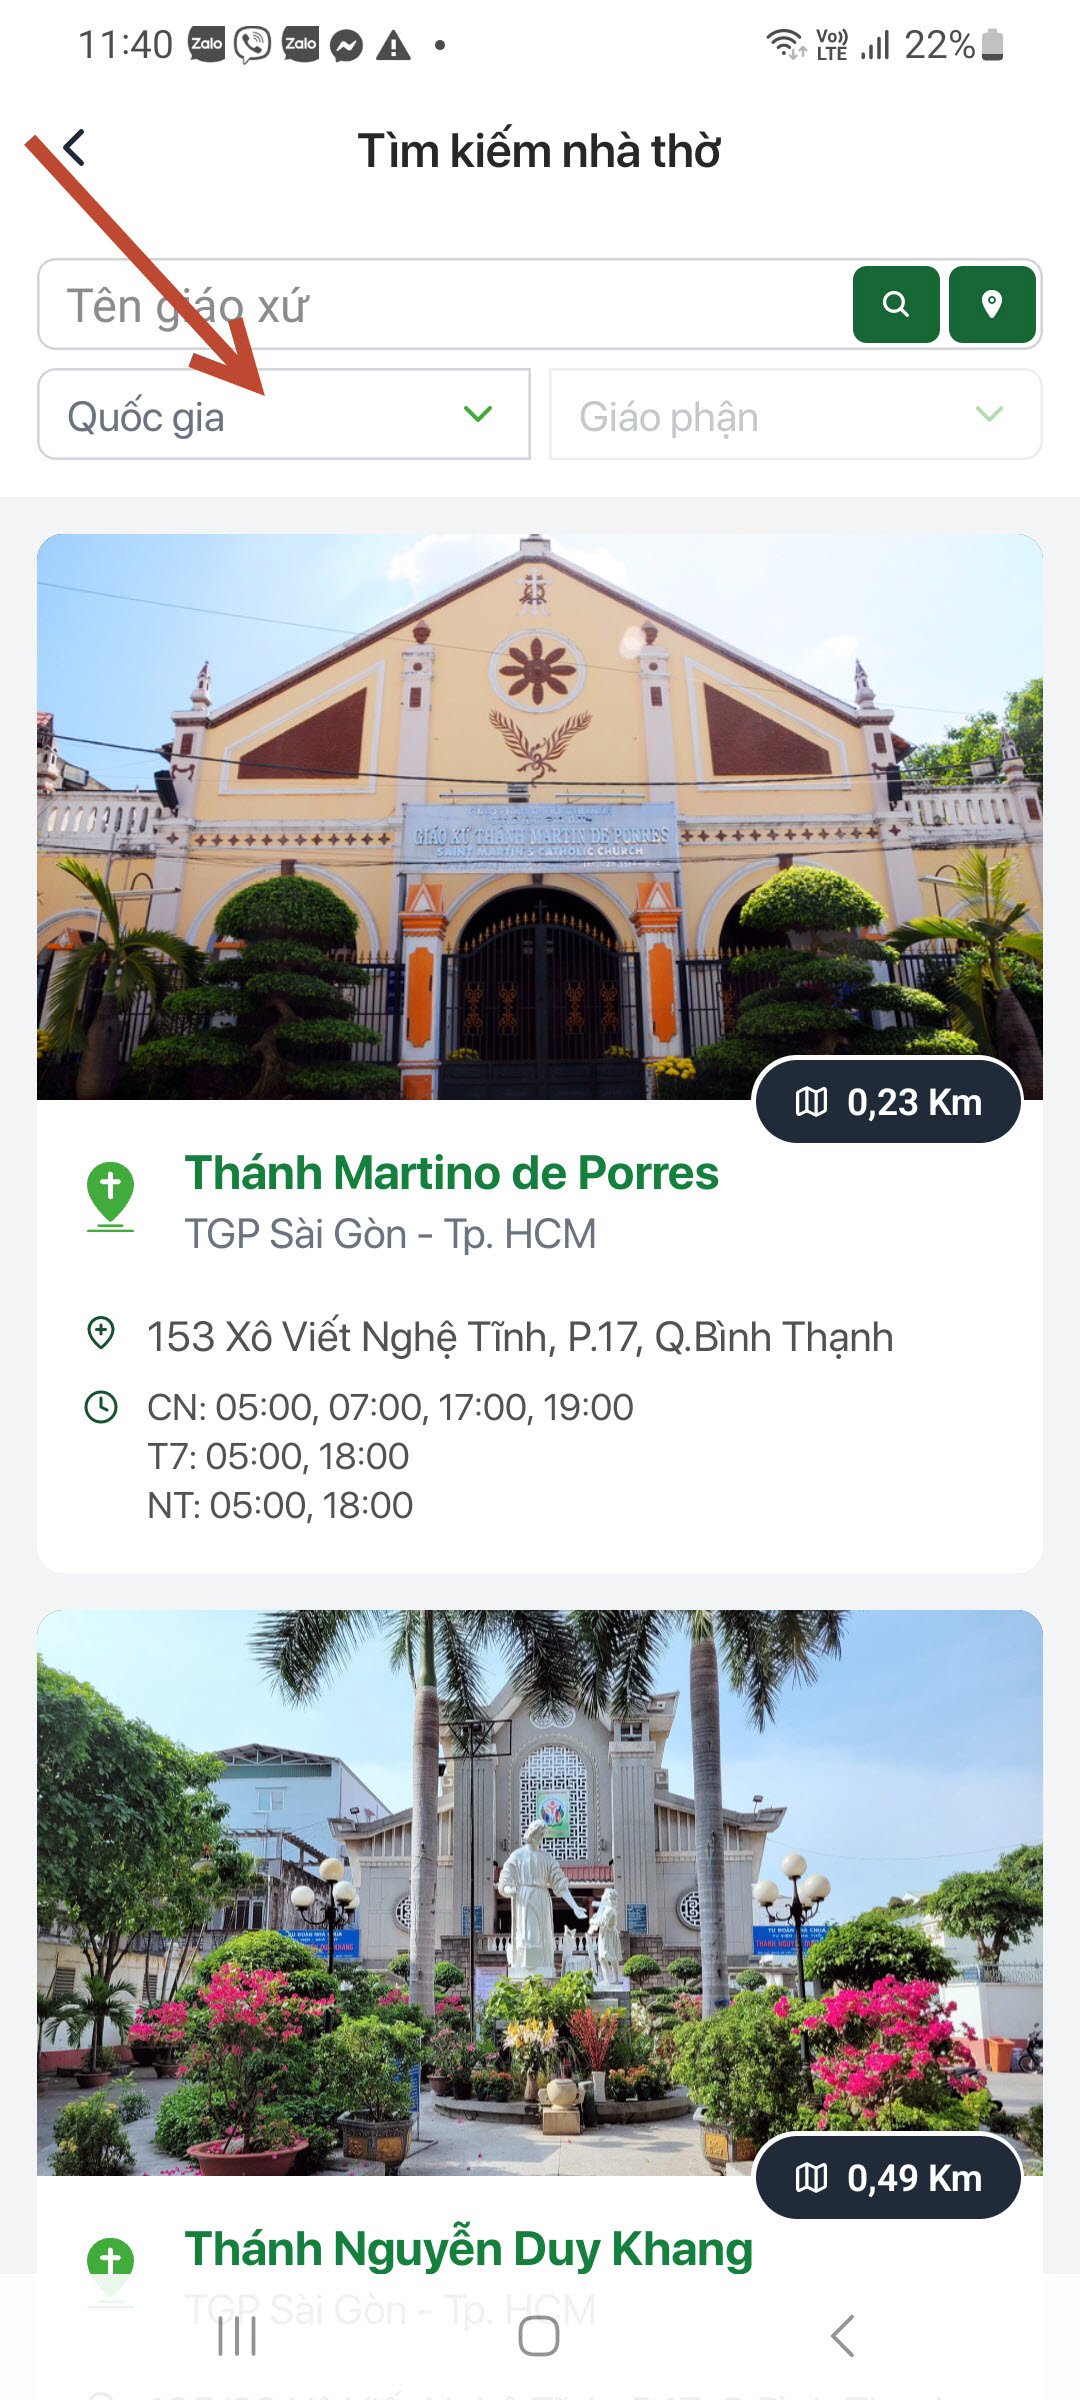 11:40 Zalo Zalo Vo)) LTE 22%
Tìm kiếm nhà thờ
Tên giáo xứ
Quốc gia
Giáo phận
GIÁO XỨ THÁNH MARTIN DE PORRES
SAINT MARTIN'S CATHOLIC CHURCH
0,23 Km
Thánh Martino de Porres
TGP Sài Gòn - Tp. HCM
153 Xô Viết Nghệ Tĩnh, P.17, Q.Bình Thạnh
CN: 05:00, 07:00, 17:00, 19:00
T7: 05:00, 18:00
NT: 05:00, 18:00
0,49 Km
Thánh Nguyễn Duy Khang
TGP Sài Gòn - Tp. HCM